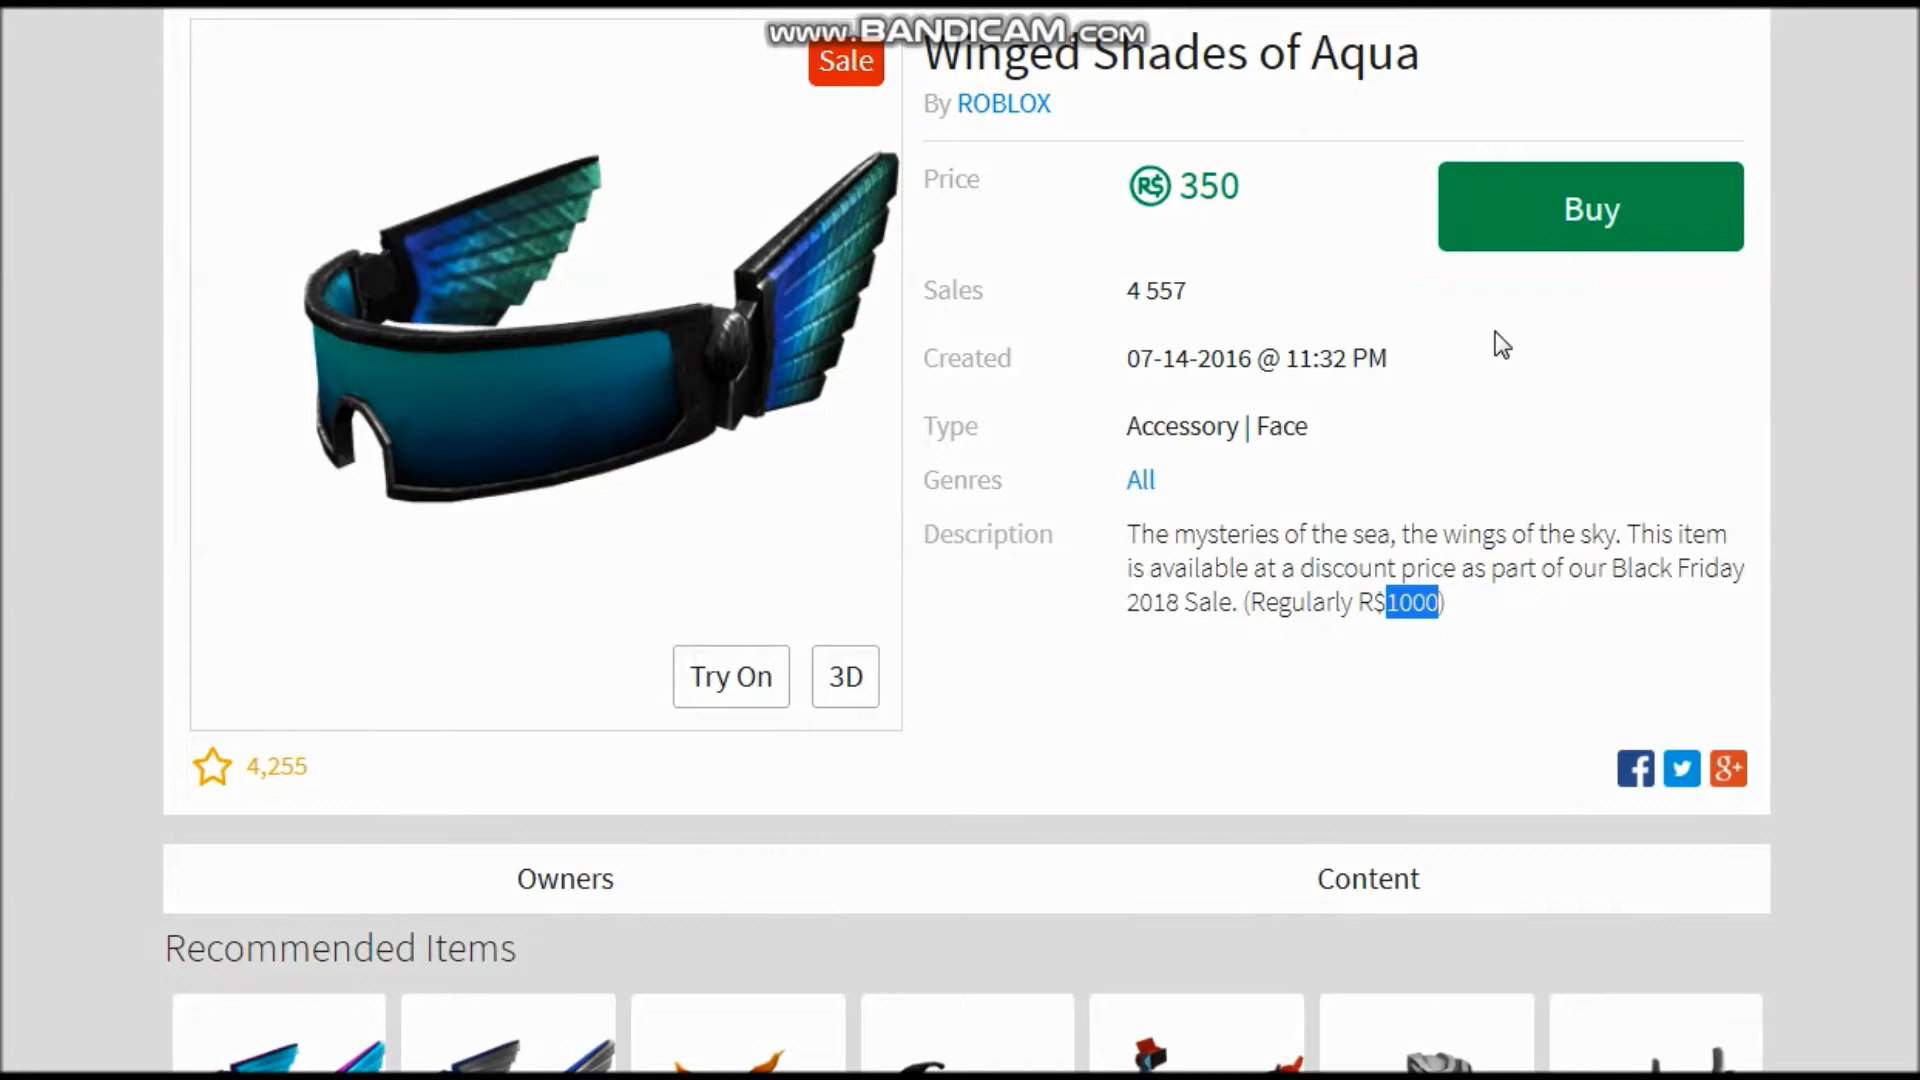 www.BANDICAM.com
Sale
Winged Shades of Aqua
By ROBLOX
Price
R$ 350
Buy
Sales
4 557
Created
07-14-2016 @ 11:32 PM
Type
Accessory | Face
Genres
All
Description
The mysteries of the sea, the wings of the sky. This item
is available at a discount price as part of our Black Friday
2018 Sale. (Regularly R$1000)
Try On
3D
4,255
f
g+
Owners
Content
Recommended Items